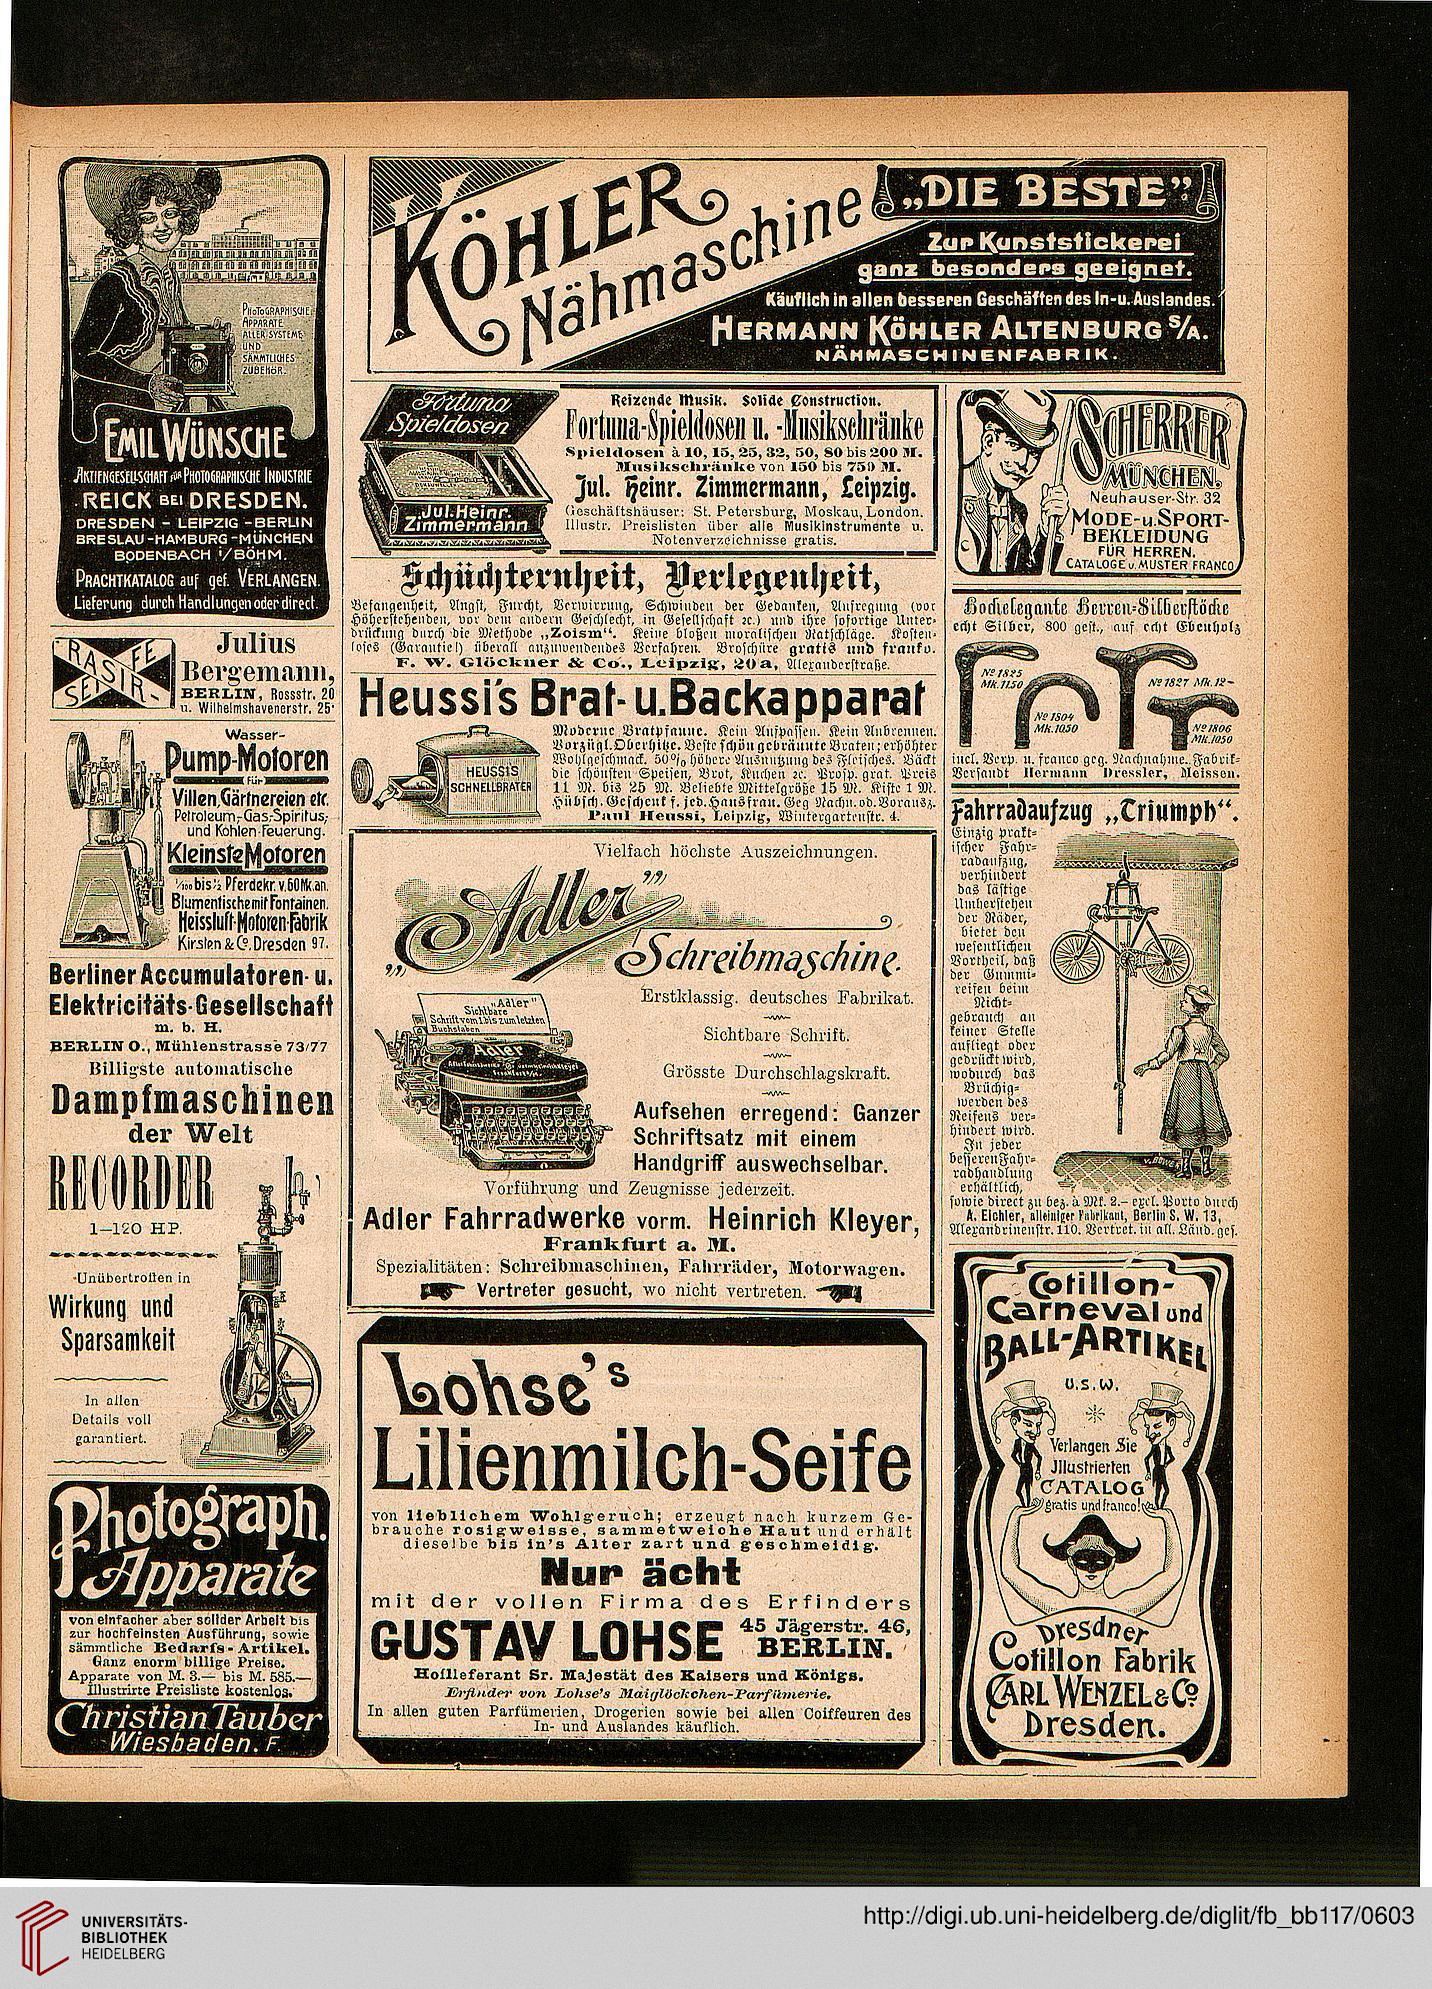 PHOTOGRAPHISCHE
APPARATE
ALLER SYSTEME
UND
SÄMMTLICHES
ZUBEHÖR.
EMIL WÜNSCHE
AKTIENGESELLSCHAFT FÜR PHOTOGRAPHISCHE INDUSTRIE
REICK BEI DRESDEN.
DRESDEN – LEIPZIG – BERLIN
BRESLAU – HAMBURG – MÜNCHEN
BODENBACH i/BÖHM.
PRACHTKATALOG auf gef. VERLANGEN.
Lieferung durch Handlungen oder direct.
RASIR-
SEIFE
Julius
Bergemann,
BERLIN, Rossstr. 20
u. Wilhelmshavenerstr. 25
Wasser-
Pump-Motoren
Für
Villen, Gärtnereien etc.
Petroleum,- Gas,-Spiritus,-
und Kohlen-Feuerung.
Kleinste Motoren
1/100 bis 1/2 Pferdekr. v. 60 Mk. an.
Blumentische mit Fontainen.
Heissluft-Motoren-Fabrik
Kirsten & Co. Dresden 97.
Berliner Accumulatoren- u.
Elektricitäts-Gesellschaft
m. b. H.
BERLIN O., Mühlenstrasse 73/77
Billigste automatische
Dampfmaschinen
der Welt
RECORDER
1—120 HP.
Unübertroffen in
Wirkung und
Sparsamkeit
In allen
Details voll
garantiert.
Photograph.
Apparate
von einfacher aber solider Arbeit bis
zur hochfeinsten Ausführung, sowie
sämmtliche Bedarfs-Artikel.
Ganz enorm billige Preise.
Apparate von M. 3.— bis M. 585.—
Illustrirte Preisliste kostenlos.
Christian Tauber
Wiesbaden. F.
KÖHLER
Nähmaschine
„DIE BESTE”
Zur Kunststickerei
ganz besonders geeignet.
Käuflich in allen besseren Geschäften des In-u. Auslandes.
HERMANN KÖHLER ALTENBURG S/A.
NÄHMASCHINENFABRIK.
Fortuna
Spieldosen
Jul. Heinr.
Zimmermann
Reizende Musik. Solide Construction.
Fortuna-Spieldosen u. -Musikschränke
Spieldosen à 10, 15, 25, 32, 50, 80 bis 200 M.
Musikschränke von 150 bis 750 M.
Jul. Heinr. Zimmermann, Leipzig.
Geschäftshäuser: St. Petersburg, Moskau, London.
Illustr. Preislisten über alle Musikinstrumente u.
Notenverzeichnisse gratis.
Schüchternheit, Verlegenheit,
Befangenheit, Angst, Furcht, Verwirrung, Schwinden der Gedanken, Aufregung (vor
Höherstehenden, vor dem andern Geschlecht, in Gesellschaft ꝛc.) und ihre sofortige Unter-
drückung durch die Methode „Zoism“. Keine bloßen moralischen Ratschläge. Kosten-
loses (Garantie!) überall anzuwendendes Verfahren. Broschüre gratis und franko.
F. W. Glöckner & Co., Leipzig, 20a, Alexanderstraße.
Heussi's Brat- u. Backapparat
HEUSSIS
SCHNELLBRATER
Moderne Bratpfanne. Kein Aufpassen. Kein Anbrennen.
Vorzügl. Oberhitze. Beste schön gebräunte Braten; erhöhter
Wohlgeschmack. 50% höhere Ausnutzung des Fleisches. Bäckt
die schönsten Speisen, Brot, Kuchen ꝛc. Prosp. grat. Preis
11 M. bis 25 M. Beliebte Mittelgröße 15 M. Kiste 1 M.
Hübsch. Geschenk f. jed. Hausfrau. Geg Nachn. od. Vorausz.
Paul Heussi, Leipzig, Wintergartenstr. 4.
Vielfach höchste Auszeichnungen.
„Adler”
Schreibmaschine.
„Adler”
Sichtbare
Schrift vom 1. bis zum letzten
Buchstaben
Adler
Erstklassig. deutsches Fabrikat.
Sichtbare Schrift.
Grösste Durchschlagskraft.
Aufsehen erregend: Ganzer
Schriftsatz mit einem
Handgriff auswechselbar.
Vorführung und Zeugnisse jederzeit.
Adler Fahrradwerke vorm. Heinrich Kleyer,
Frankfurt a. M.
Spezialitäten: Schreibmaschinen, Fahrräder, Motorwagen.
Vertreter gesucht, wo nicht vertreten.
Lohse's
Lilienmilch-Seife
von lieblichem Wohlgeruch; erzeugt nach kurzem Ge-
brauche rosigweisse, sammetweiche Haut und erhält
dieselbe bis in's Alter zart und geschmeidig.
Nur ächt
mit der vollen Firma des Erfinders
GUSTAV LOHSE 45 Jägerstr. 46,
BERLIN.
Hoflieferant Sr. Majestät des Kaisers und Königs.
Erfinder von Lohse's Maiglöckchen-Parfümerie.
In allen guten Parfümerien, Drogerien sowie bei allen Coiffeuren des
In- und Auslandes käuflich.
SCHERRER
MÜNCHEN.
Neuhauser-Str. 32
MODE-u. SPORT-
BEKLEIDUNG
FÜR HERREN.
CATALOGE u. MUSTER FRANCO
Hochelegante Herren-Silberstöcke
echt Silber, 800 gest., auf echt Ebenholz
No 1825
Mk. 11.50
No 1804
Mk. 10.50
No 1827 Mk. 12–
No 1806
Mk. 10.50
incl. Verp. u. franco geg. Nachnahme. Fabrik-
Versandt Hermann Dressler, Meissen.
Fahrradaufzug „Triumph“.
Einzig prakt-
ischer Fahr-
radaufzug,
verhindert
das lästige
Umherstehen
der Räder,
bietet den
wesentlichen
Vortheil, daß
der Gummi-
reifen beim
Nicht-
gebrauch an
keiner Stelle
aufliegt oder
gedrückt wird,
wodurch das
Brüchig-
werden des
Reifens ver-
hindert wird.
In jeder
besseren Fahr-
radhandlung
erhältlich,
sowie direct zu bez. à Mk. 2.– excl. Porto durch
A. Eichler, alleiniger Fabrikant, Berlin S. W. 13,
Alexandrinenstr. 110. Vertret. in all. Länd. ges.
Cotillon-
Carneval und
BALL-ARTIKEL
U.S.W.
Verlangen Sie
Jllustrierten
CATALOG
gratis und franco!
Dresdner
Cotillon Fabrik
CARL WENZEL & Co
Dresden.
UNIVERSITÄTS-
BIBLIOTHEK
HEIDELBERG
http://digi.ub.uni-heidelberg.de/diglit/fb_bb117/0603